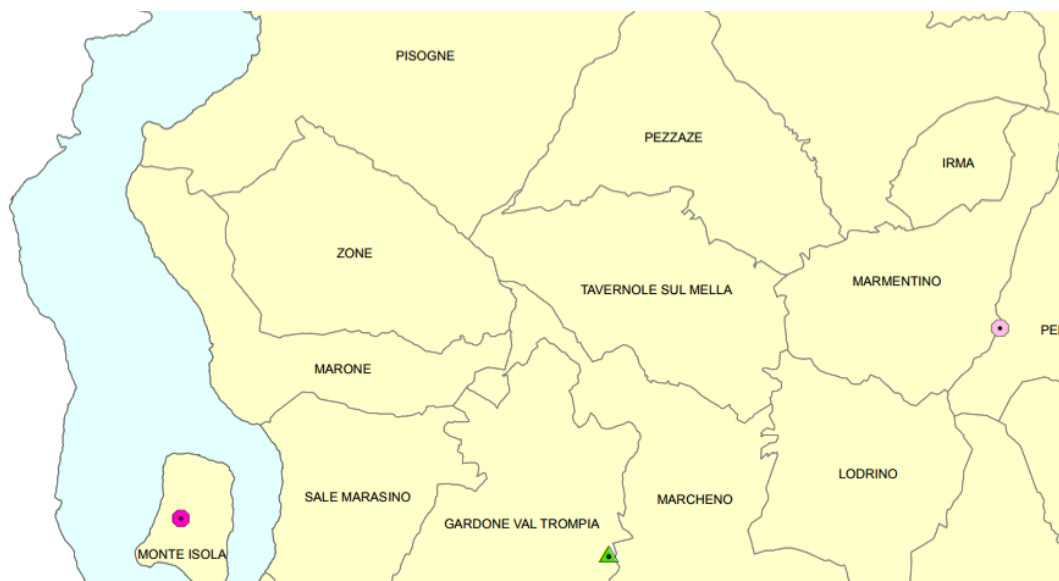 PISOGNE
PEZZAZE
IRMA
ZONE
MARMENTINO
TAVERNOLE SUL MELLA
MARONE
LODRINO
SALE MARASINO
MARCHENO
GARDONE VAL TROMPIA
MONTE ISOLA